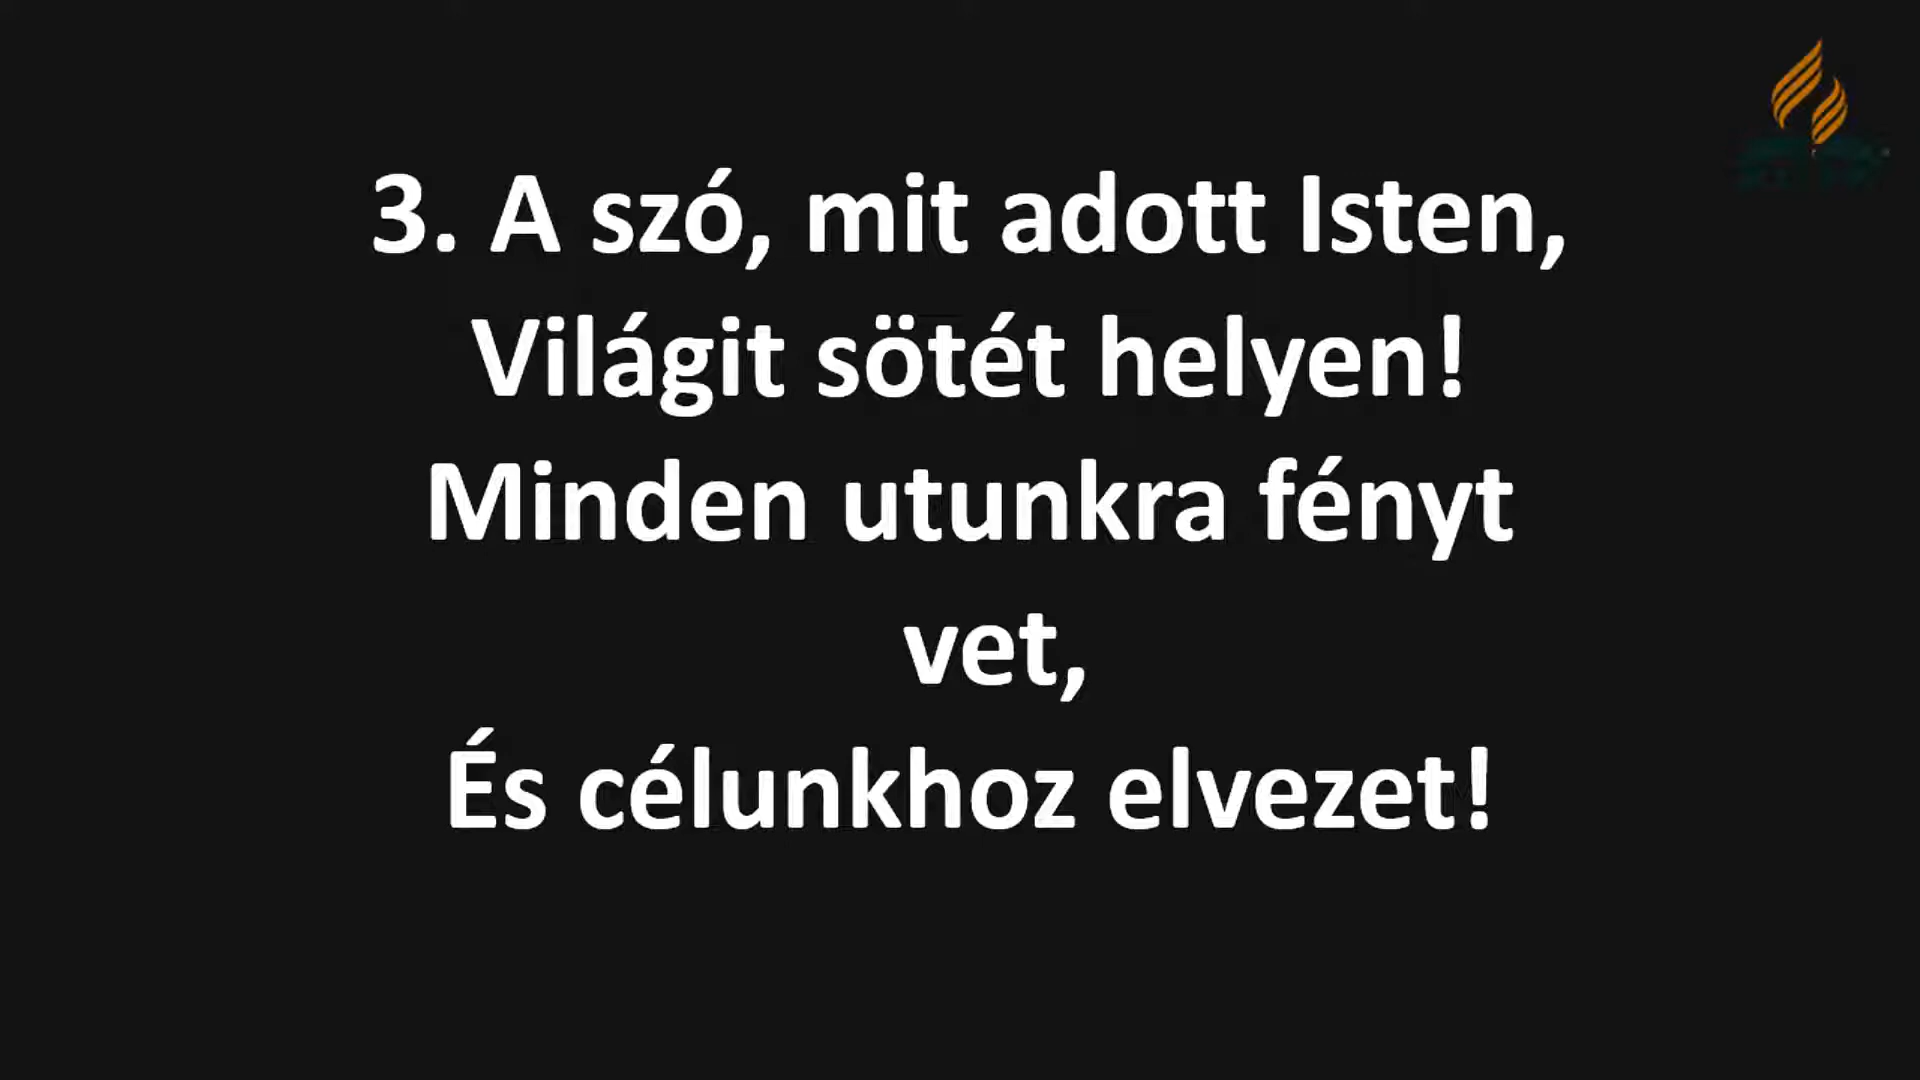 3. A szó, mit adott Isten,
Világit sötét helyen!
Minden utunkra fényt
vet,
És célunkhoz elvezet!